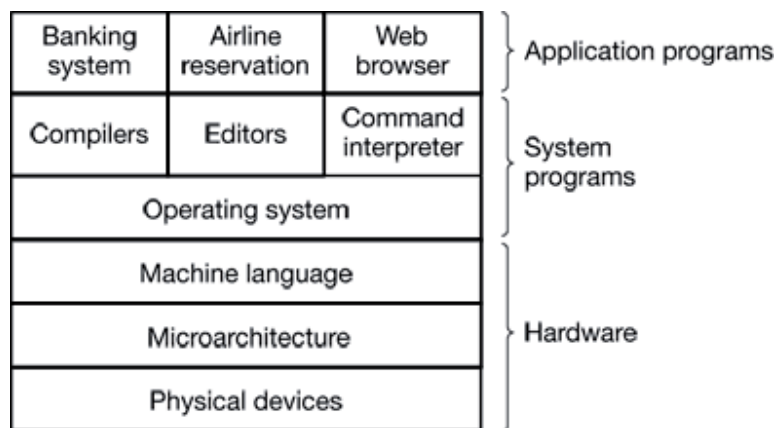 Banking
system
Airline
reservation
Web
browser
Application programs
Compilers
Editors
Command
interpreter
System
programs
Operating system
Machine language
Microarchitecture
Hardware
Physical devices